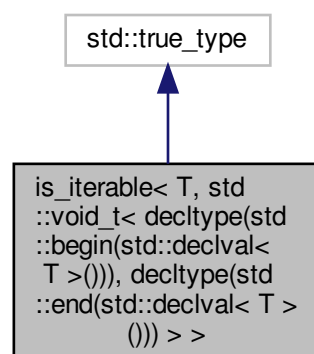 std::true_type
is_iterable< T, std
::void_t< decltype(std
::begin(std::declval<
T >())), decltype(std
::end(std::declval< T >
())) > >